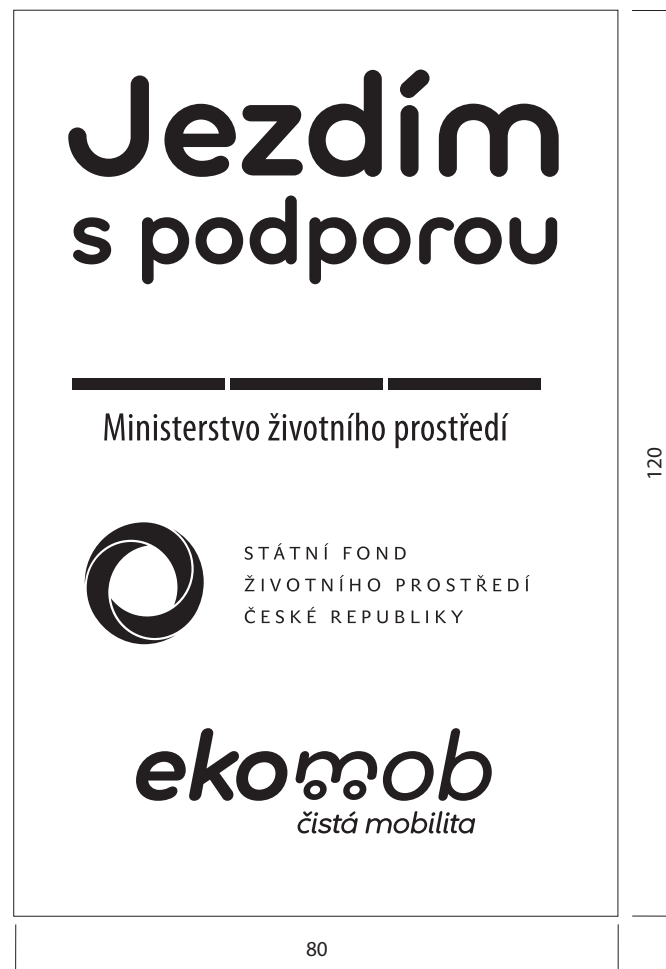 Jezdím
s podporou
Ministerstvo životního prostředí
STÁTNÍ FOND
ŽIVOTNÍHO PROSTŘEDÍ
ČESKÉ REPUBLIKY
ekomob
čistá mobilita
120
80